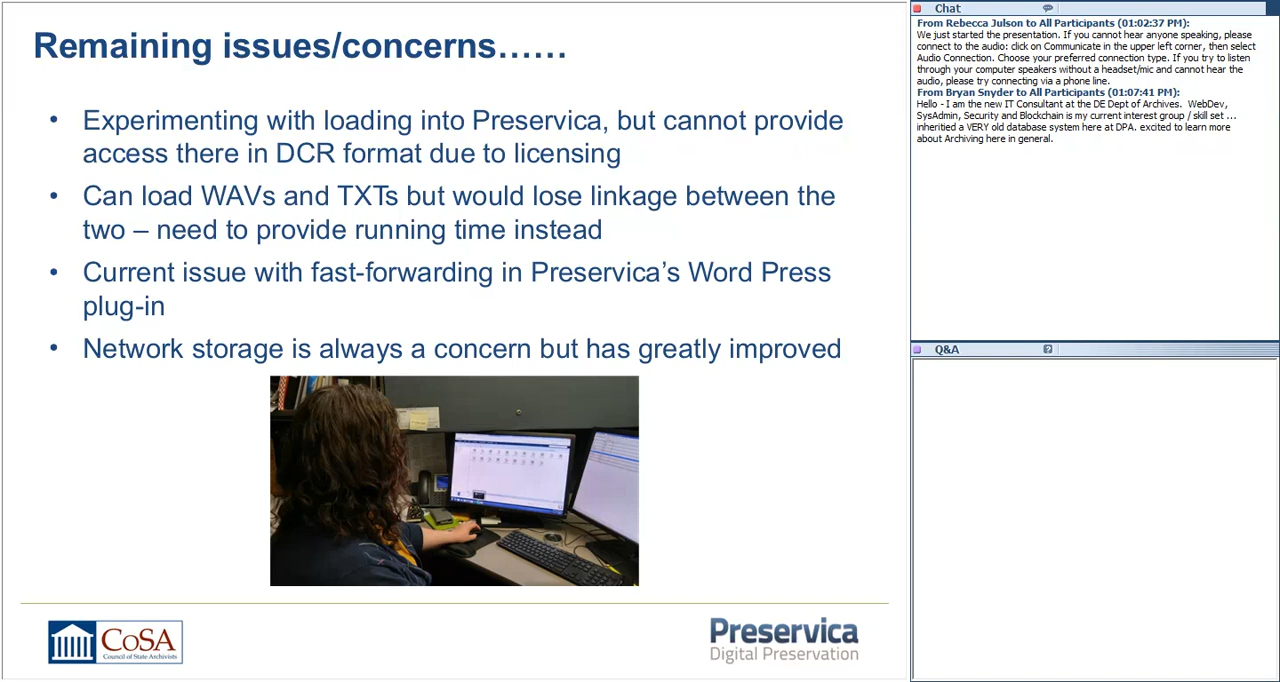 Remaining issues/concerns……
• Experimenting with loading into Preservica, but cannot provide
access there in DCR format due to licensing
• Can load WAVs and TXTs but would lose linkage between the
two – need to provide running time instead
• Current issue with fast-forwarding in Preservica's Word Press
plug-in
• Network storage is always a concern but has greatly improved
CoSA
Council of State Archivists
Preservica
Digital Preservation
Chat
From Rebecca Julson to All Participants (01:02:37 PM):
We just started the presentation. If you cannot hear anyone speaking, please
connect to the audio: click on Communicate in the upper left corner, then select
Audio Connection. Choose your preferred connection type. If you try to listen
through your computer speakers without a headset/mic and cannot hear the
audio, please try connecting via a phone line.
From Bryan Snyder to All Participants (01:07:41 PM):
Hello - I am the new IT Consultant at the DE Dept of Archives. WebDev,
SysAdmin, Security and Blockchain is my current interest group / skill set ...
inheritied a VERY old database system here at DPA. excited to learn more
about Archiving here in general.
Q&A